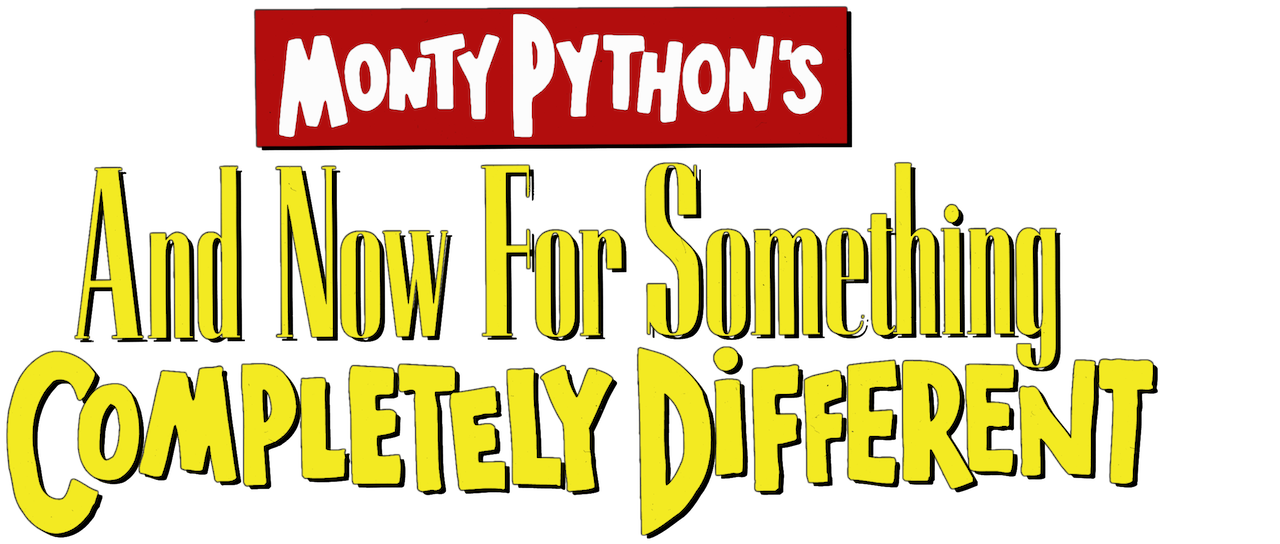 MONTY PYTHON'S
And Now For Something
COMPLETELY DiFFERENT